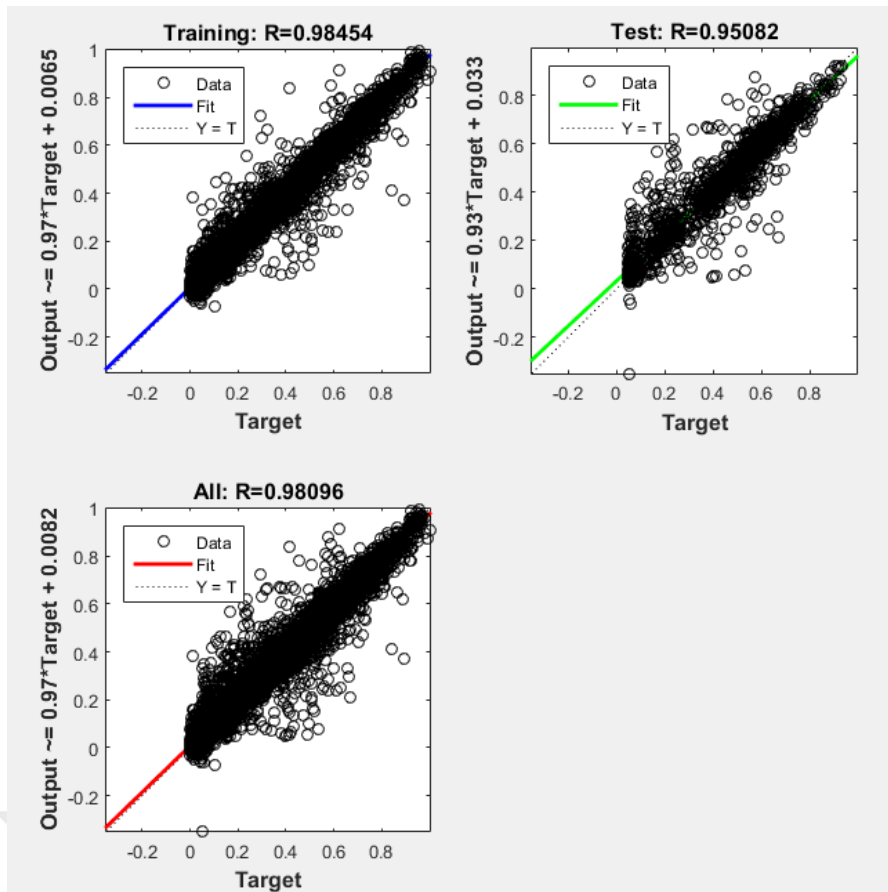 Training: R=0.98454
Output ~= 0.97*Target + 0.0065
1
0.8
0.6
0.4
0.2
0
-0.2
Data
Fit
Y = T
-0.2 0 0.2 0.4 0.6 0.8
Target
Test: R=0.95082
Output ~= 0.93*Target + 0.033
0.8
0.6
0.4
0.2
0
-0.2
Data
Fit
Y = T
-0.2 0 0.2 0.4 0.6 0.8
Target
All: R=0.98096
Output ~= 0.97*Target + 0.0082
1
0.8
0.6
0.4
0.2
0
-0.2
Data
Fit
Y = T
-0.2 0 0.2 0.4 0.6 0.8
Target